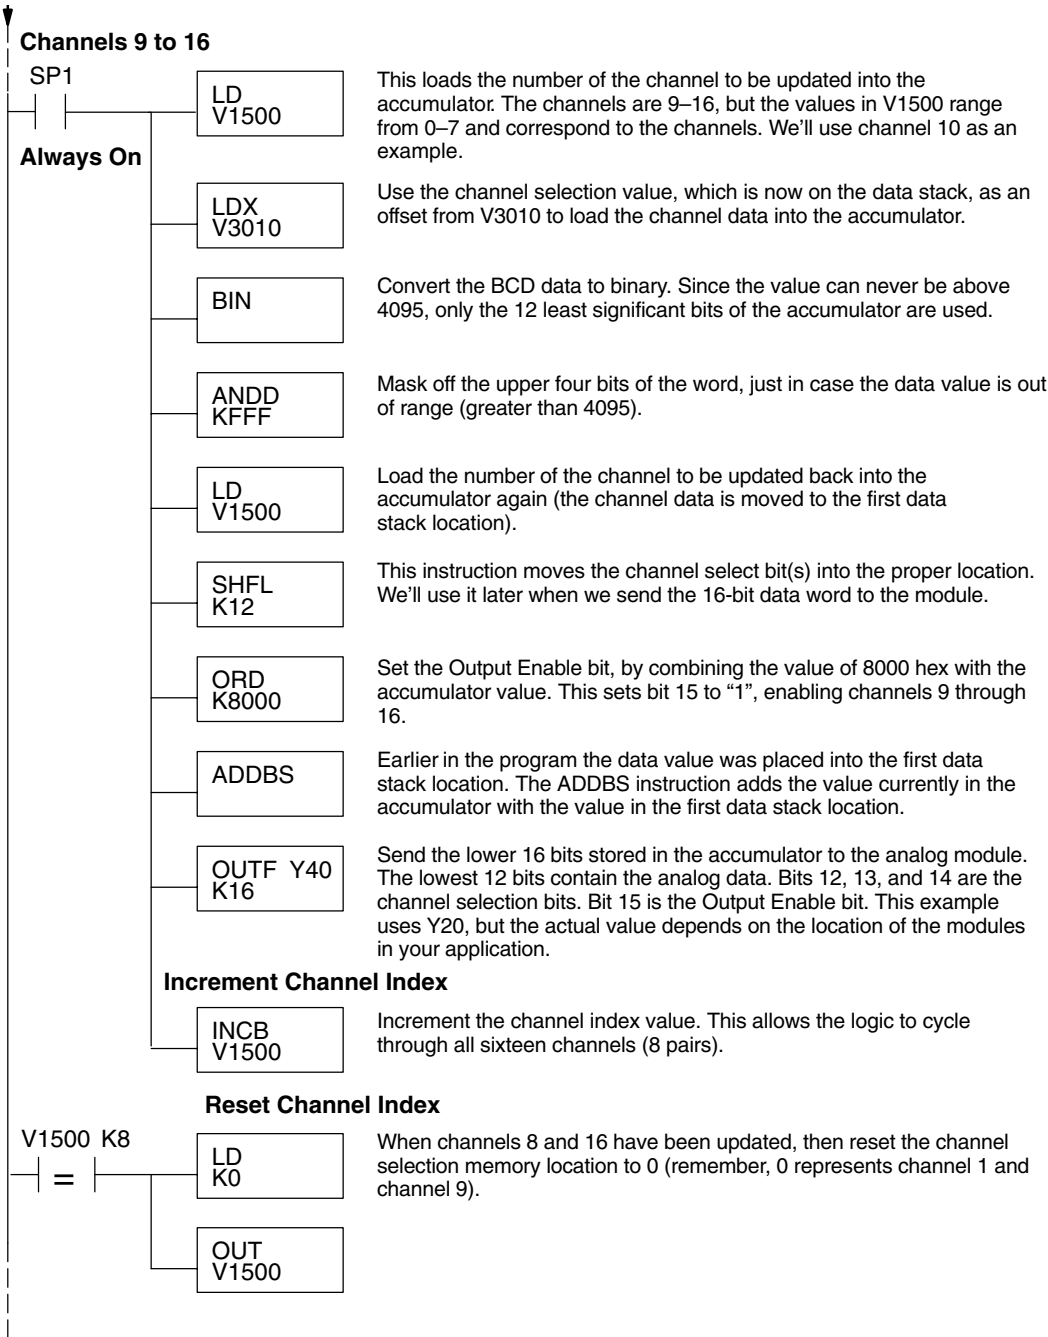 Channels 9 to 16
SP1
Always On
LD
V1500
This loads the number of the channel to be updated into the
accumulator. The channels are 9–16, but the values in V1500 range
from 0–7 and correspond to the channels. We’ll use channel 10 as an
example.
LDX
V3010
Use the channel selection value, which is now on the data stack, as an
offset from V3010 to load the channel data into the accumulator.
BIN
Convert the BCD data to binary. Since the value can never be above
4095, only the 12 least significant bits of the accumulator are used.
ANDD
KFFF
Mask off the upper four bits of the word, just in case the data value is out
of range (greater than 4095).
LD
V1500
Load the number of the channel to be updated back into the
accumulator again (the channel data is moved to the first data
stack location).
SHFL
K12
This instruction moves the channel select bit(s) into the proper location.
We’ll use it later when we send the 16-bit data word to the module.
ORD
K8000
Set the Output Enable bit, by combining the value of 8000 hex with the
accumulator value. This sets bit 15 to “1”, enabling channels 9 through
16.
ADDBS
Earlier in the program the data value was placed into the first data
stack location. The ADDBS instruction adds the value currently in the
accumulator with the value in the first data stack location.
OUTF Y40
K16
Send the lower 16 bits stored in the accumulator to the analog module.
The lowest 12 bits contain the analog data. Bits 12, 13, and 14 are the
channel selection bits. Bit 15 is the Output Enable bit. This example
uses Y20, but the actual value depends on the location of the modules
in your application.
Increment Channel Index
INCB
V1500
Increment the channel index value. This allows the logic to cycle
through all sixteen channels (8 pairs).
Reset Channel Index
V1500 K8
=
LD
K0
When channels 8 and 16 have been updated, then reset the channel
selection memory location to 0 (remember, 0 represents channel 1 and
channel 9).
OUT
V1500